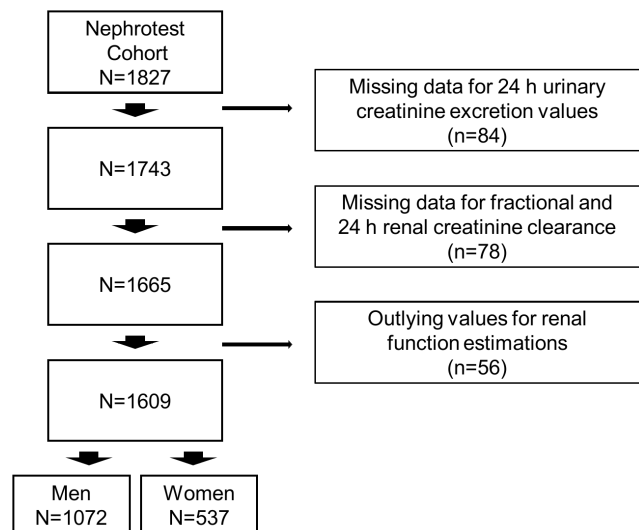 Nephrotest
Cohort
N=1827
Missing data for 24 h urinary
creatinine excretion values
(n=84)
N=1743
Missing data for fractional and
24 h renal creatinine clearance
(n=78)
N=1665
Outlying values for renal
function estimations
(n=56)
N=1609
Men
N=1072
Women
N=537